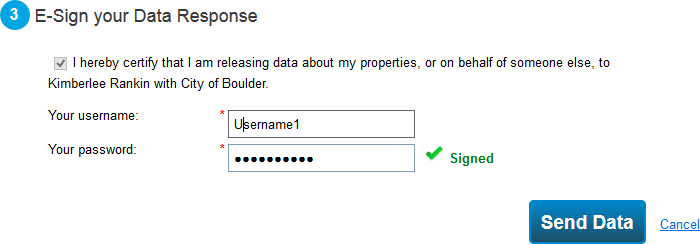 3 E-Sign your Data Response
I hereby certify that I am releasing data about my properties, or on behalf of someone else, to
Kimberlee Rankin with City of Boulder.
Your username: * Username1
Your password: * ●●●●●●●●●● Signed
Send Data Cancel